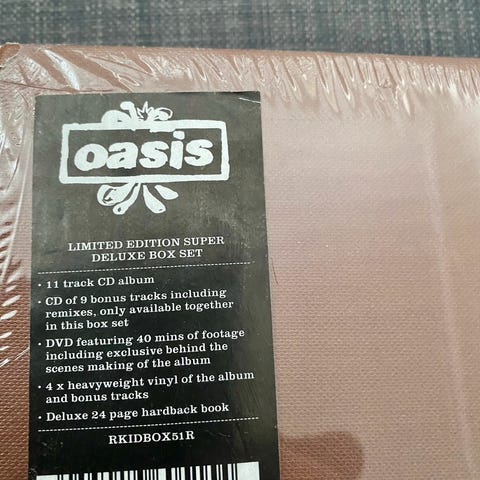 oasis
LIMITED EDITION SUPER
DELUXE BOX SET
· 11 track CD album
· CD of 9 bonus tracks including
remixes, only available together
in this box set
· DVD featuring 40 mins of footage
including exclusive behind the
scenes making of the album
· 4 x heavyweight vinyl of the album
and bonus tracks
· Deluxe 24 page hardback book
RKIDBOX51R